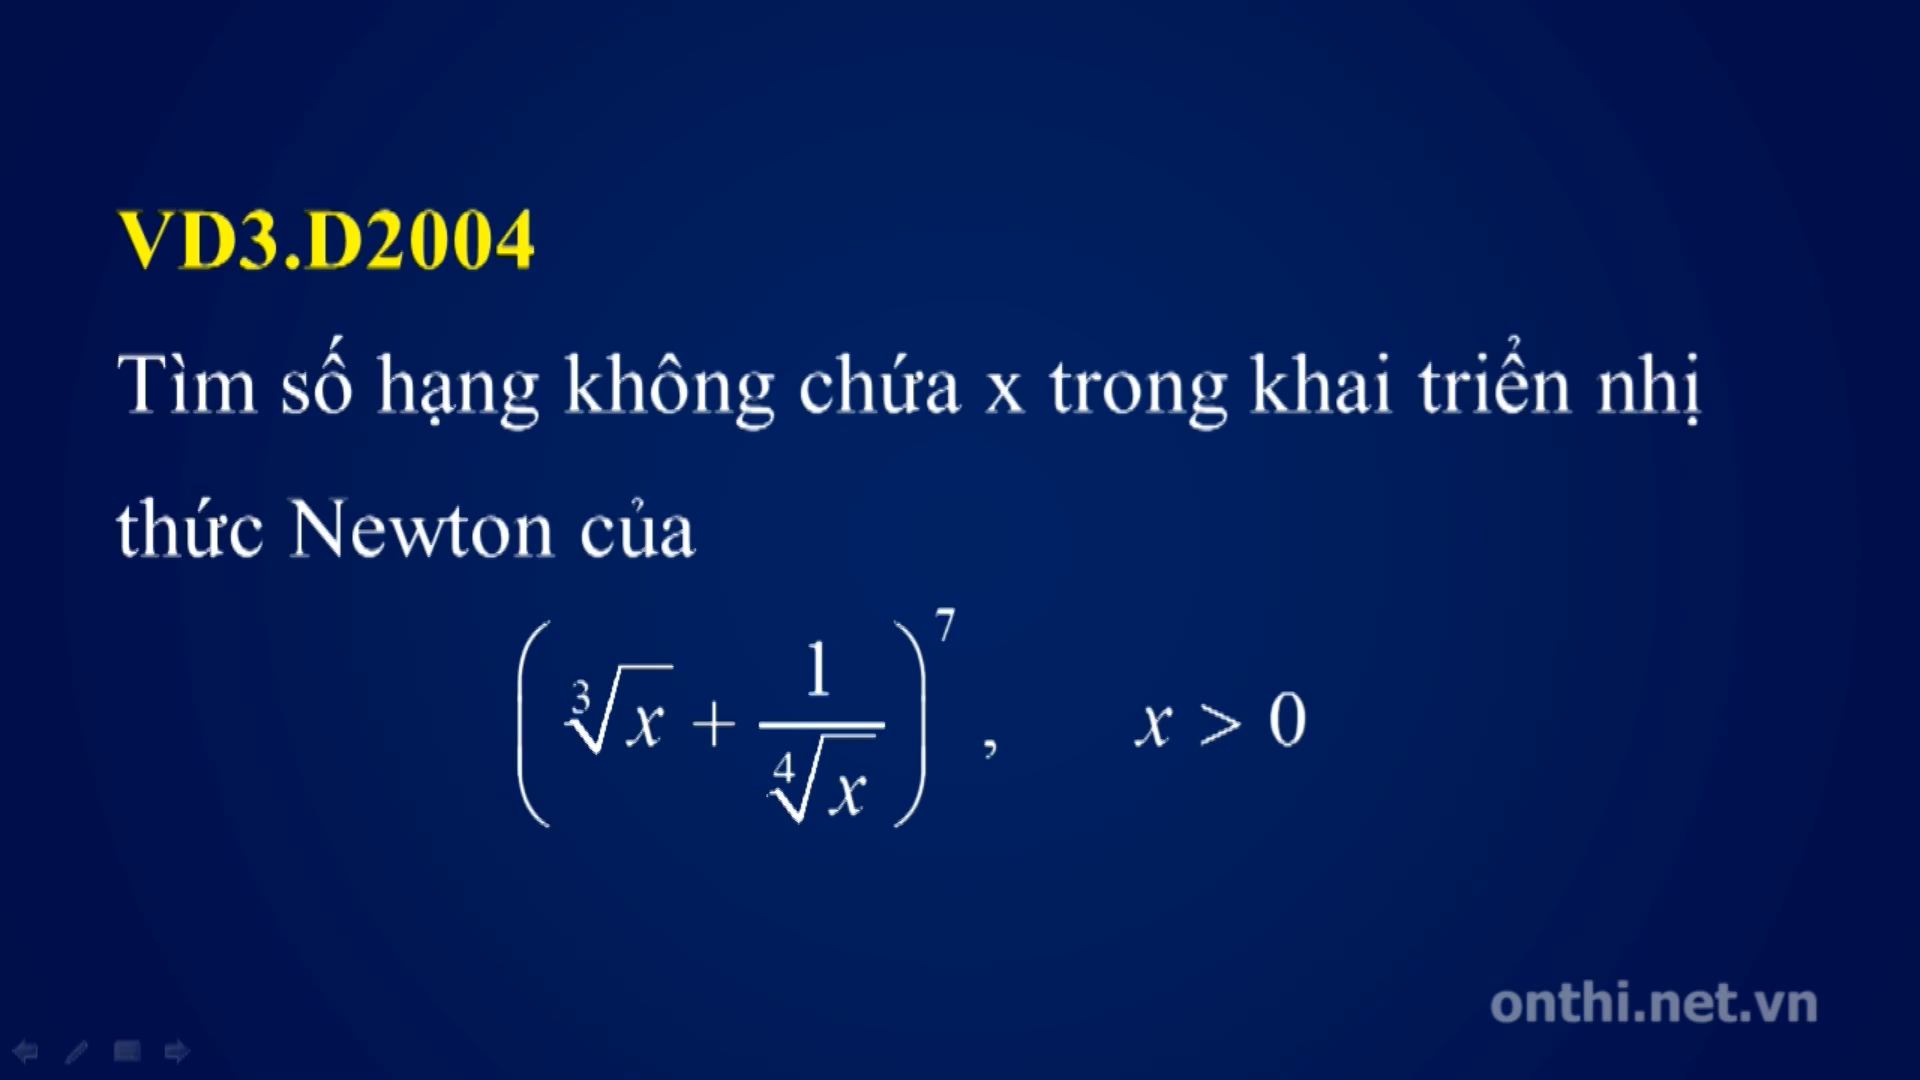 VD3.D2004
Tìm số hạng không chứa x trong khai triển nhị
thức Newton của
(∛x + 1/∜x)⁷ , x > 0
onthi.net.vn